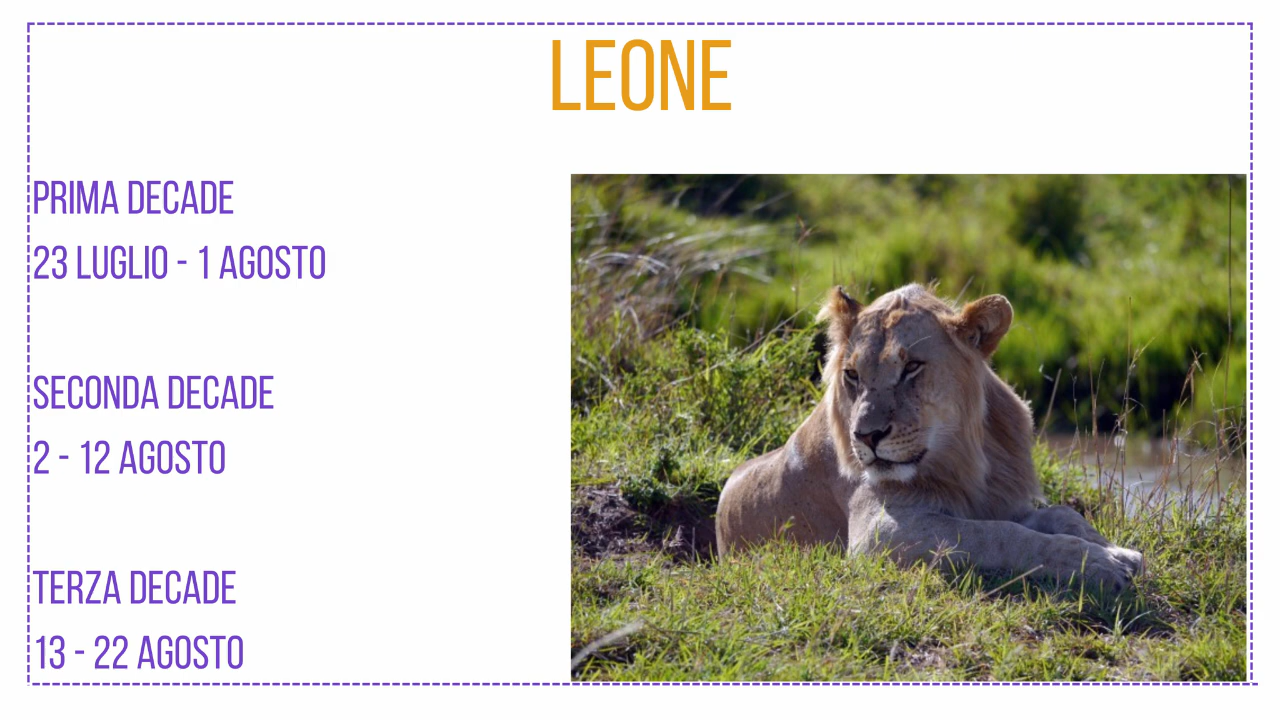 LEONE
PRIMA DECADE
23 LUGLIO - 1 AGOSTO
SECONDA DECADE
2 - 12 AGOSTO
TERZA DECADE
13 - 22 AGOSTO